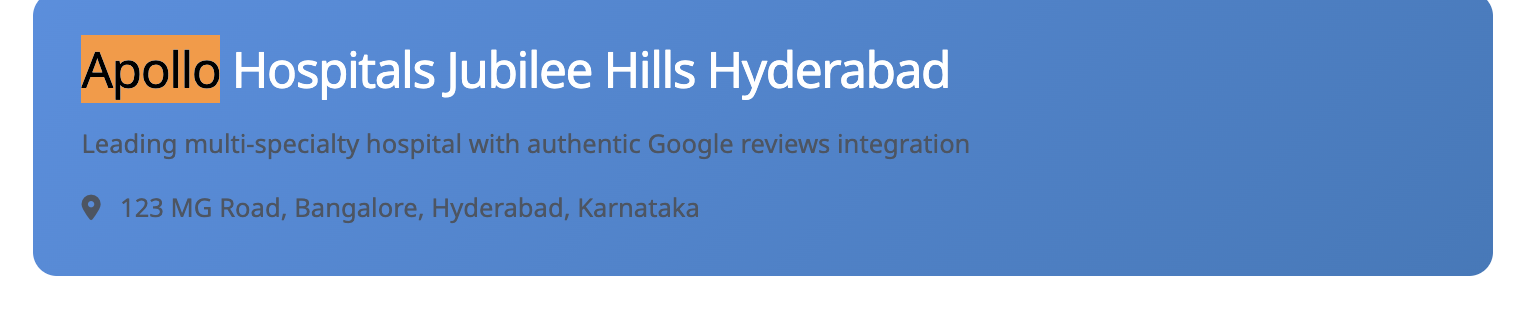 Apollo Hospitals Jubilee Hills Hyderabad
Leading multi-specialty hospital with authentic Google reviews integration
123 MG Road, Bangalore, Hyderabad, Karnataka